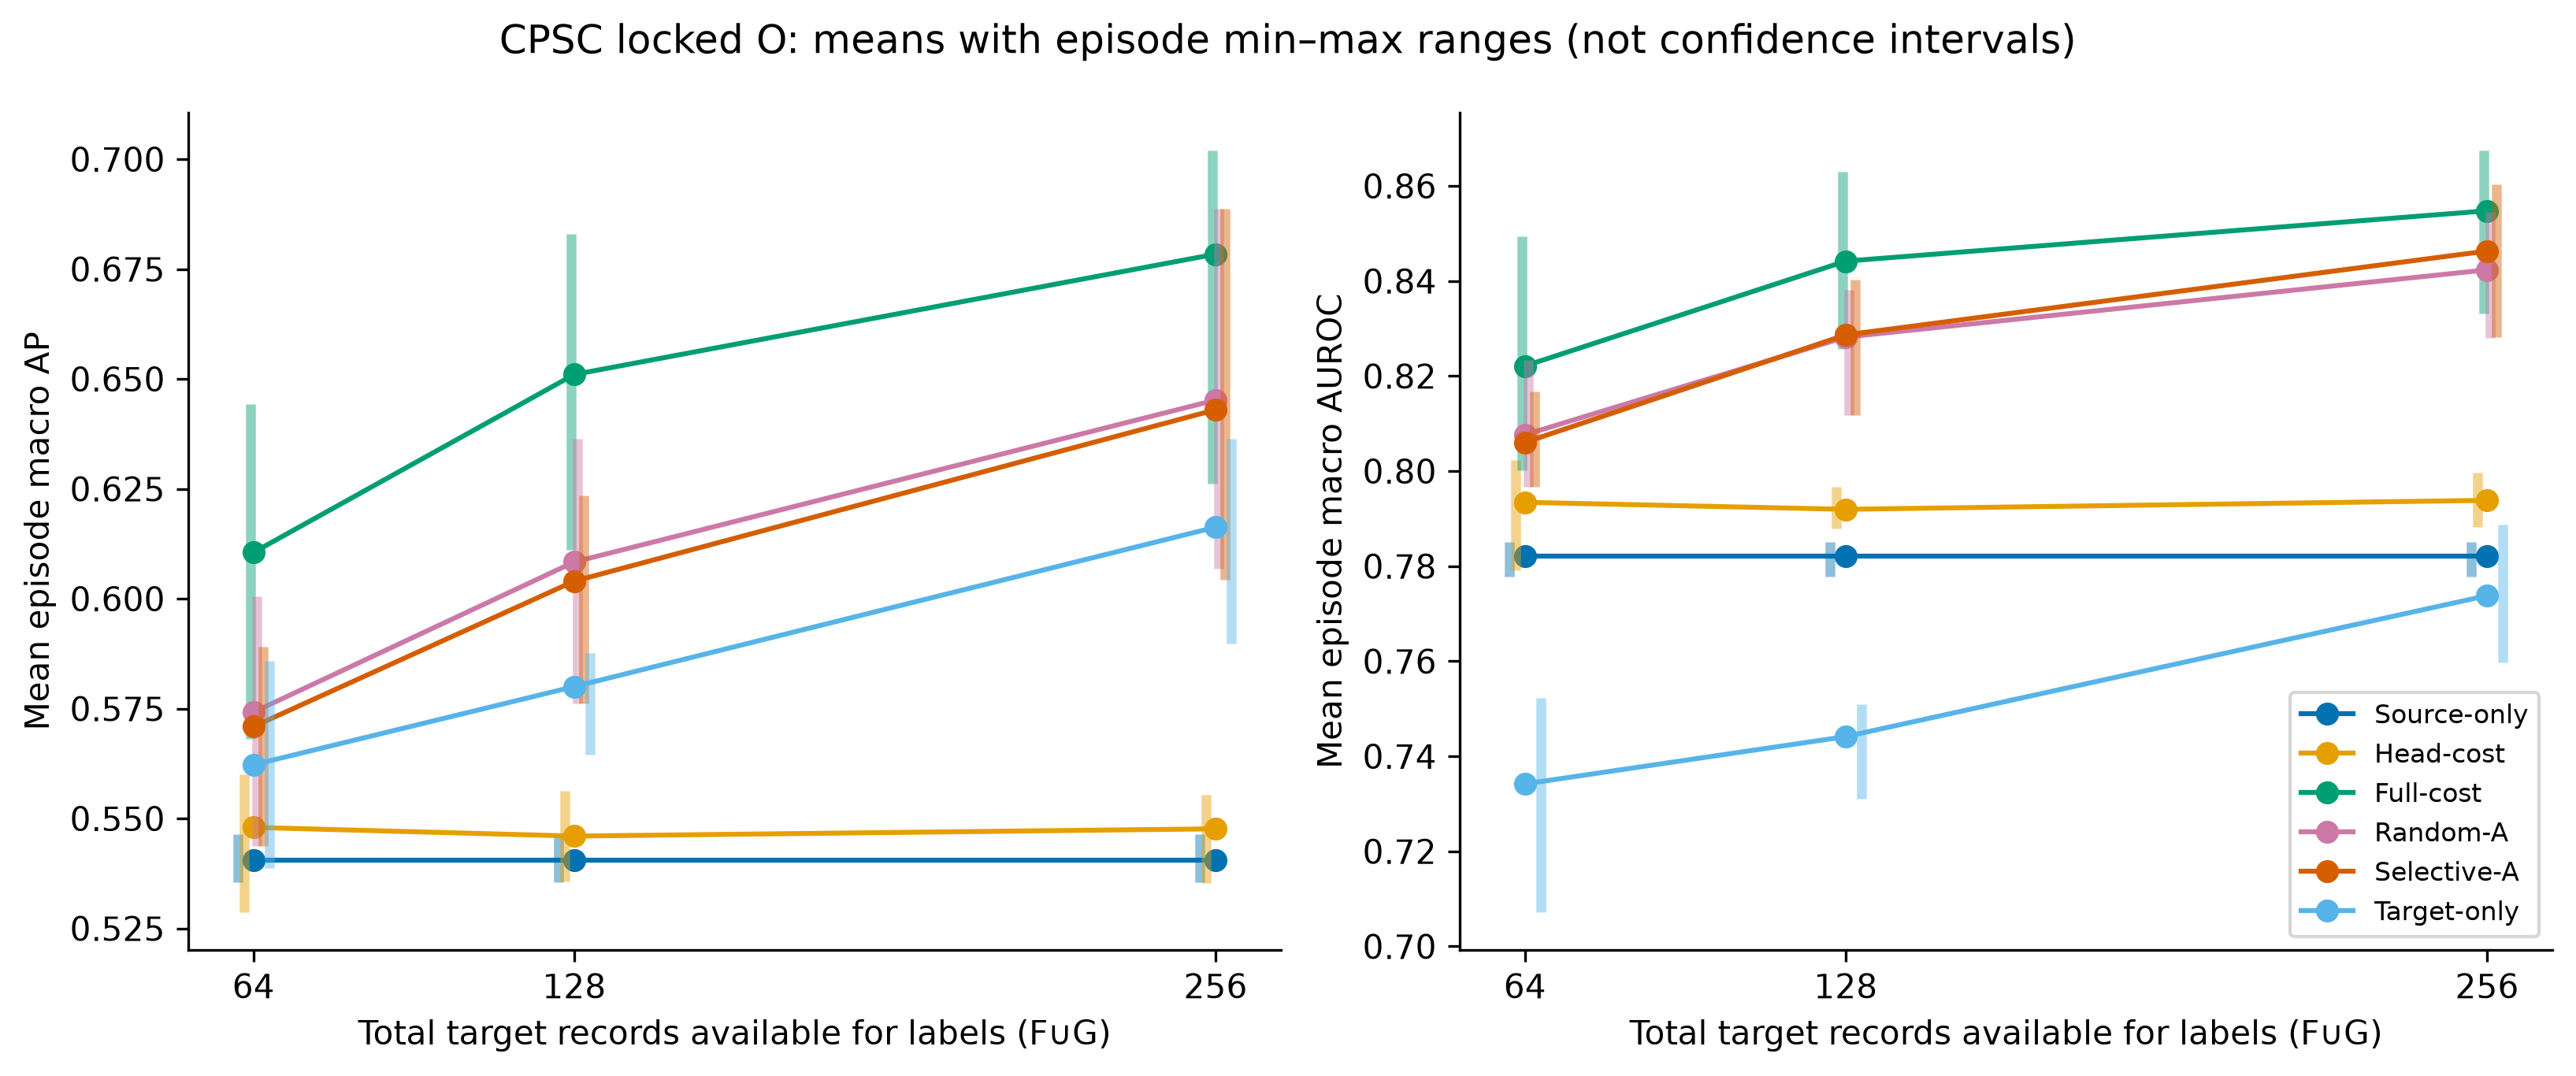 CPSC locked O: means with episode min–max ranges (not confidence intervals)
Mean episode macro AP
0.700
0.675
0.650
0.625
0.600
0.575
0.550
0.525
64
128
256
Total target records available for labels (F∪G)
Mean episode macro AUROC
0.86
0.84
0.82
0.80
0.78
0.76
0.74
0.72
0.70
64
128
256
Total target records available for labels (F∪G)
Source-only
Head-cost
Full-cost
Random-A
Selective-A
Target-only